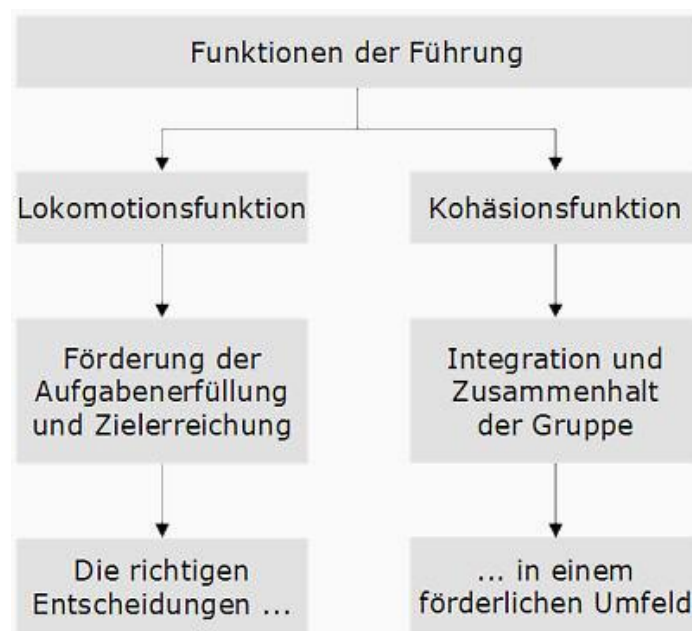 Funktionen der Führung
Lokomotionsfunktion
Kohäsionsfunktion
Förderung der
Aufgabenerfüllung
und Zielerreichung
Integration und
Zusammenhalt
der Gruppe
Die richtigen
Entscheidungen ...
... in einem
förderlichen Umfeld